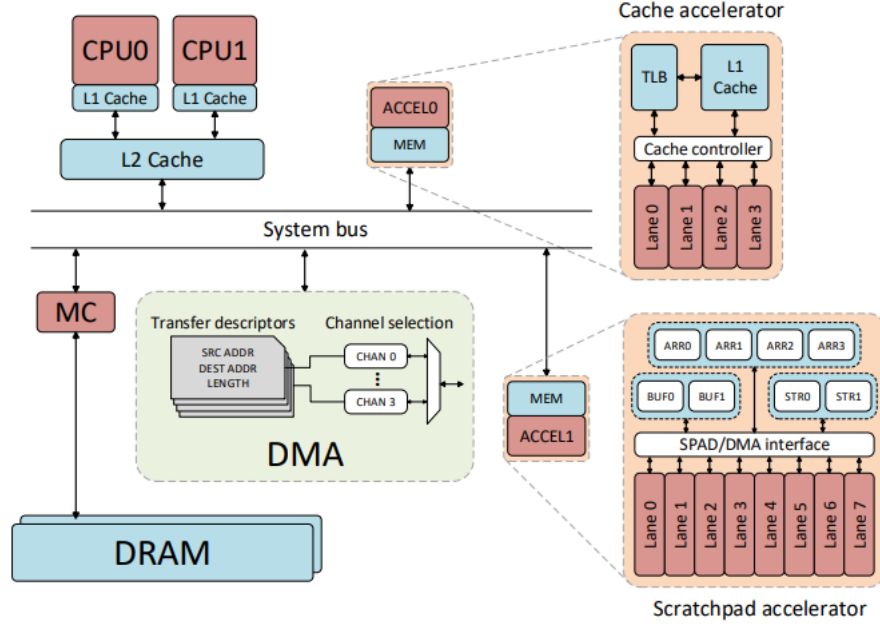 Cache accelerator
CPU0
CPU1
L1 Cache
L1 Cache
L2 Cache
ACCEL0
MEM
TLB
L1
Cache
Cache controller
Lane 0
Lane 1
Lane 2
Lane 3
System bus
MC
Transfer descriptors
Channel selection
SRC ADDR
DEST ADDR
LENGTH
CHAN 0
CHAN 3
DMA
MEM
ACCEL1
ARR0
ARR1
ARR2
ARR3
BUF0
BUF1
STR0
STR1
SPAD/DMA interface
Lane 0
Lane 1
Lane 2
Lane 3
Lane 4
Lane 5
Lane 6
Lane 7
DRAM
Scratchpad accelerator